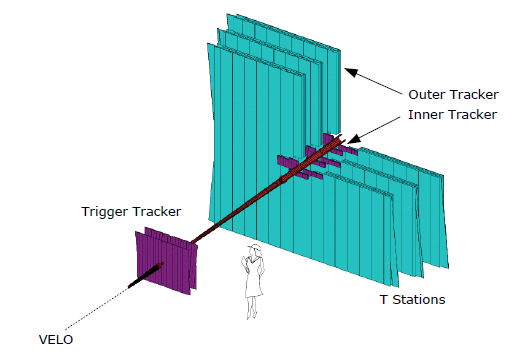 Outer Tracker
Inner Tracker
Trigger Tracker
T Stations
VELO